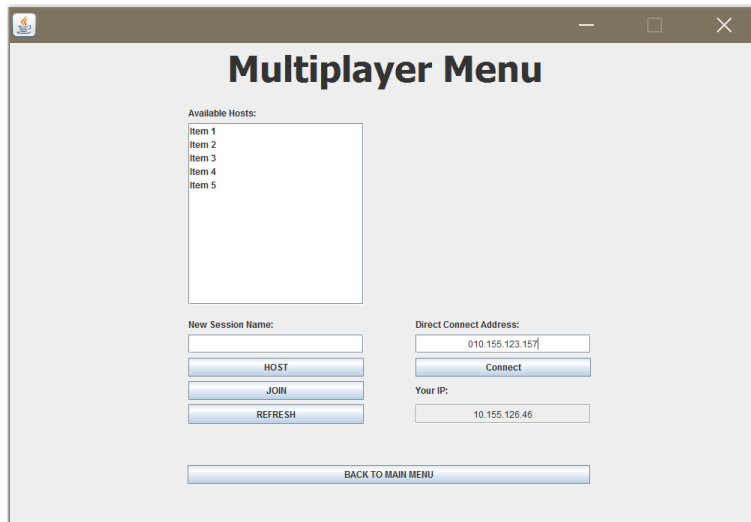 Multiplayer Menu
Available Hosts:
Item 1
Item 2
Item 3
Item 4
Item 5
New Session Name:
HOST
JOIN
REFRESH
Direct Connect Address:
010.155.123.157
Connect
Your IP:
10.155.126.46
BACK TO MAIN MENU